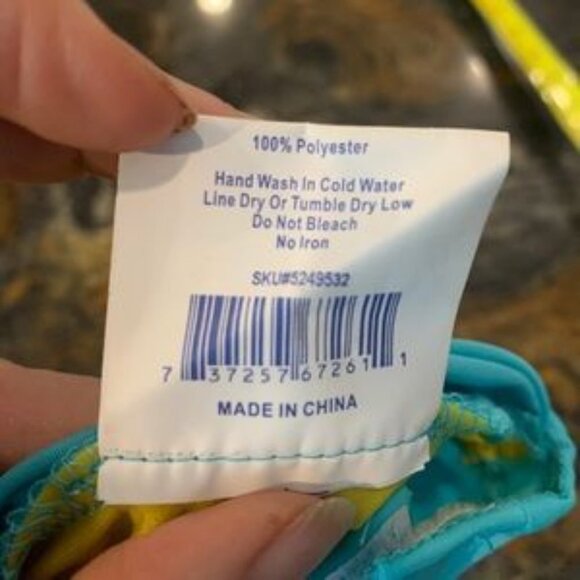 100% Polyester
Hand Wash In Cold Water
Line Dry Or Tumble Dry Low
Do Not Bleach
No Iron
SKU#5249532
7 37257 67261 1
MADE IN CHINA